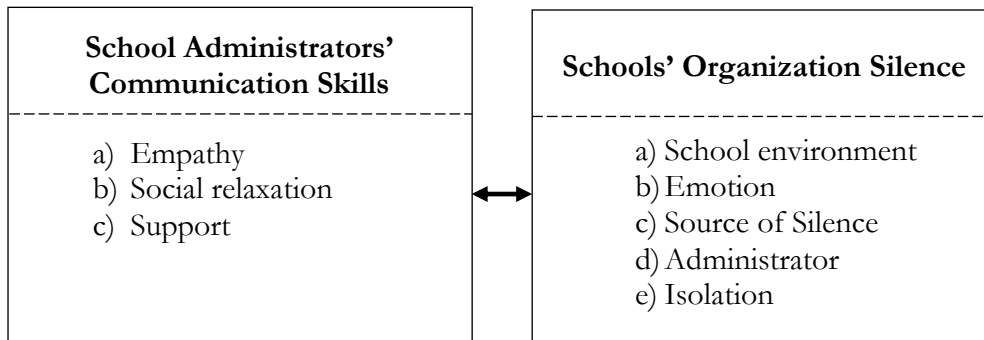 School Administrators’
Communication Skills
a) Empathy
b) Social relaxation
c) Support
Schools’ Organization Silence
a) School environment
b) Emotion
c) Source of Silence
d) Administrator
e) Isolation